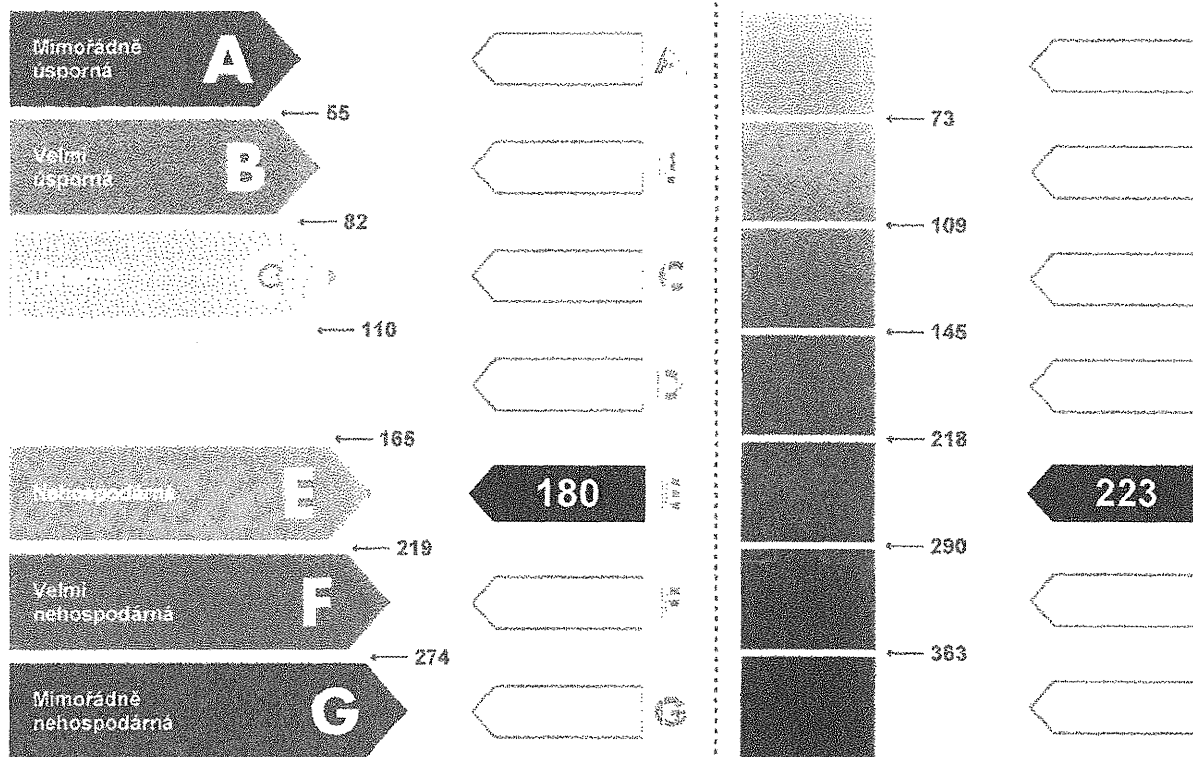 Mimořádně
úsporná
A
A
55
73
Velmi
úsporná
B
82
109
C
110
145
165
218
Nehospodárná
E
180
223
219
290
Velmi
nehospodárná
F
274
363
Mimořádně
nehospodárná
G
G